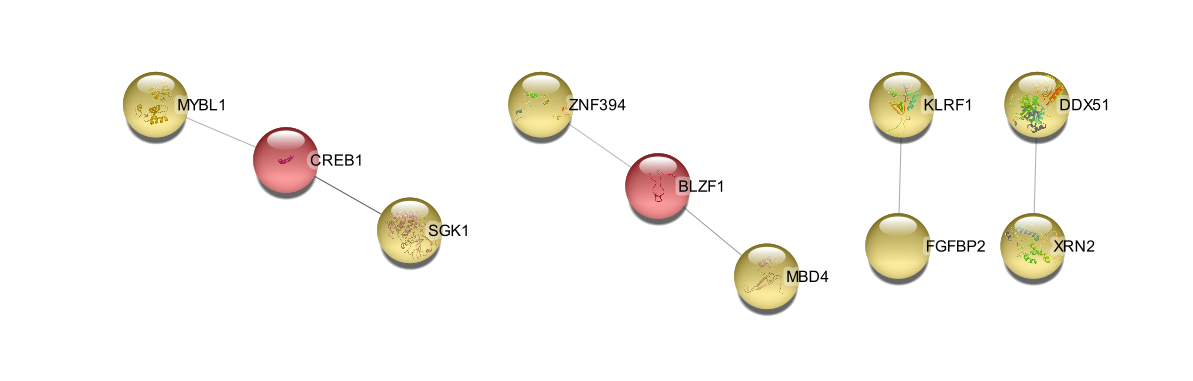 MYBL1
CREB1
SGK1
ZNF394
BLZF1
MBD4
KLRF1
FGFBP2
DDX51
XRN2